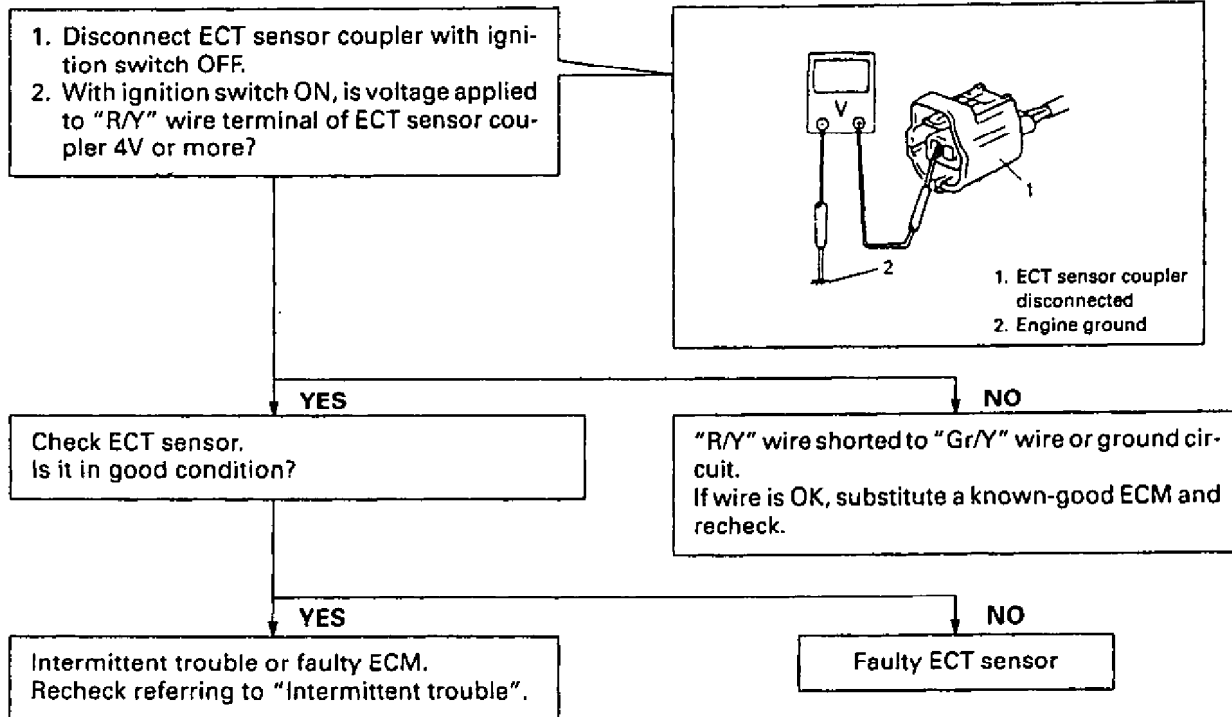 1. Disconnect ECT sensor coupler with igni-
tion switch OFF.
2. With ignition switch ON, is voltage applied
to "R/Y" wire terminal of ECT sensor cou-
pler 4V or more?
V
1
2
1. ECT sensor coupler
disconnected
2. Engine ground
YES
NO
Check ECT sensor.
Is it in good condition?
"R/Y" wire shorted to "Gr/Y" wire or ground cir-
cuit.
If wire is OK, substitute a known-good ECM and
recheck.
YES
NO
Intermittent trouble or faulty ECM.
Recheck referring to "Intermittent trouble".
Faulty ECT sensor